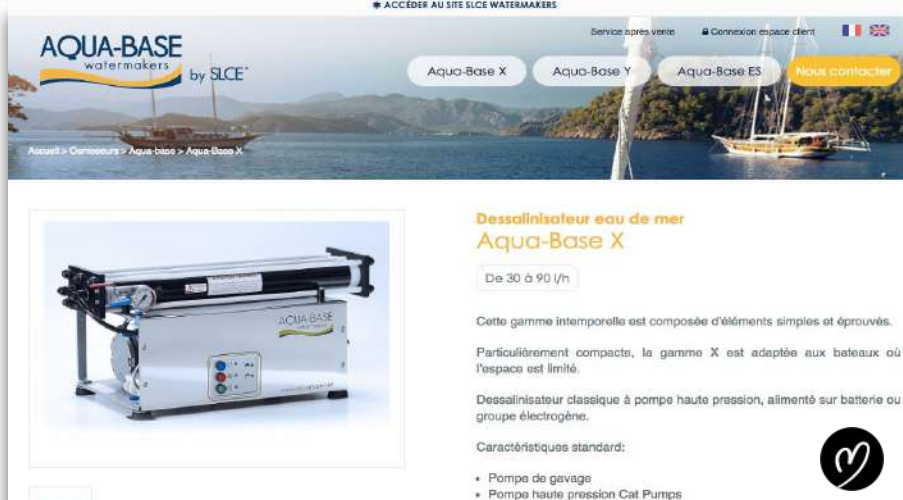 ✱ ACCÉDER AU SITE SLCE WATERMAKERS
Service après vente
Connexion espace client
AQUA-BASE
watermakers
by SLCE
Aqua-Base X
Aqua-Base Y
Aqua-Base ES
Nous contacter
Accueil > Osmoseurs > Aqua-base > Aqua-Base X
AQUA-BASE
Dessalinisateur eau de mer
Aqua-Base X
De 30 à 90 l/h
Cette gamme intemporelle est composée d'éléments simples et éprouvés.
Particulièrement compacte, la gamme X est adaptée aux bateaux où
l'espace est limité.
Dessalinisateur classique à pompe haute pression, alimenté sur batterie ou
groupe électrogène.
Caractéristiques standard:
• Pompe de gavage
• Pompe haute pression Cat Pumps